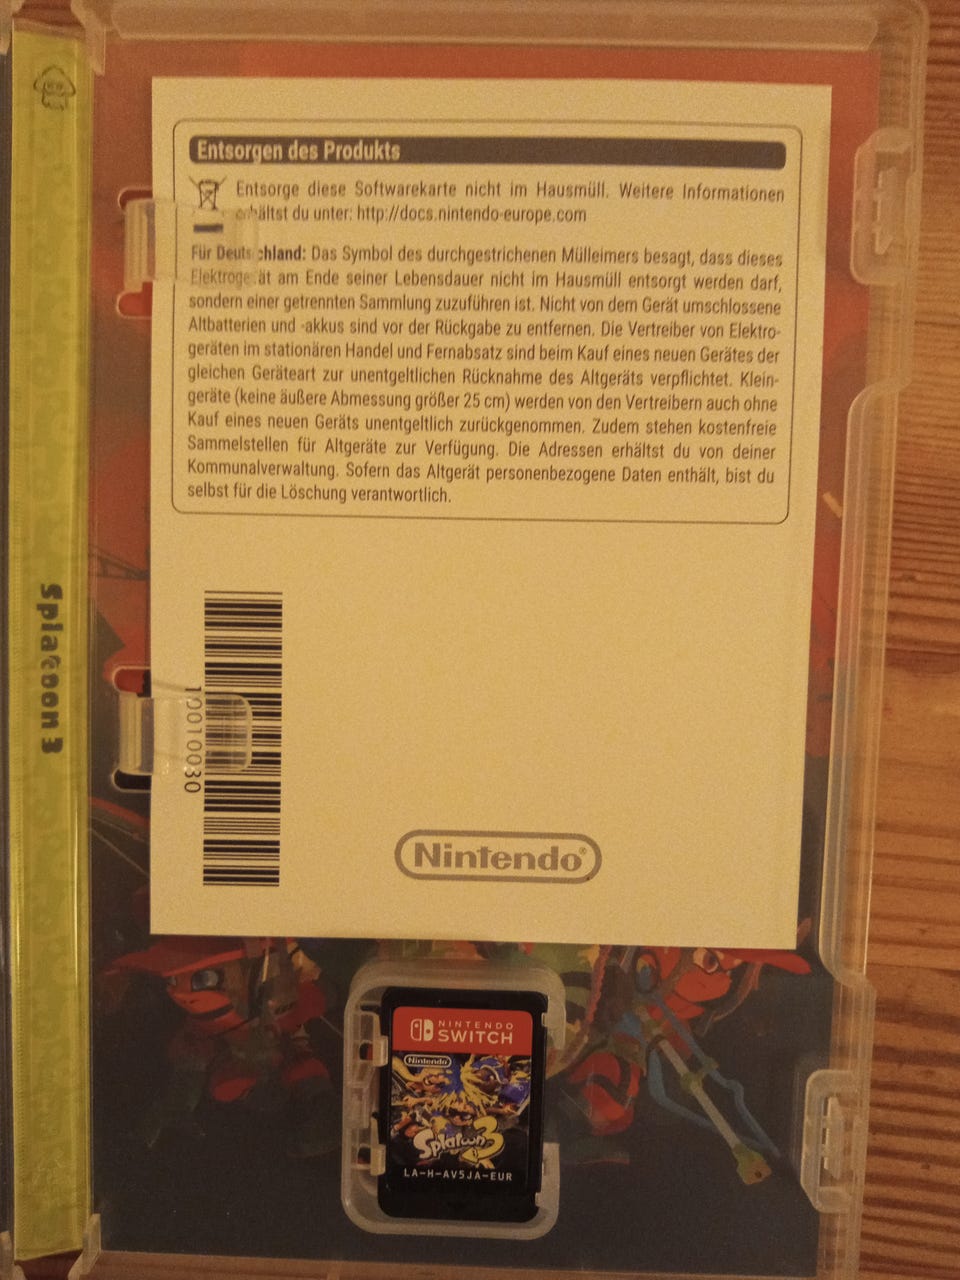 Entsorgen des Produkts
Entsorge diese Softwarekarte nicht im Hausmüll. Weitere Informationen
erhältst du unter: http://docs.nintendo-europe.com
Für Deutschland: Das Symbol des durchgestrichenen Mülleimers besagt, dass dieses
Elektrogerät am Ende seiner Lebensdauer nicht im Hausmüll entsorgt werden darf,
sondern einer getrennten Sammlung zuzuführen ist. Nicht von dem Gerät umschlossene
Altbatterien und -akkus sind vor der Rückgabe zu entfernen. Die Vertreiber von Elektro-
geräten im stationären Handel und Fernabsatz sind beim Kauf eines neuen Gerätes der
gleichen Geräteart zur unentgeltlichen Rücknahme des Altgeräts verpflichtet. Klein-
geräte (keine äußere Abmessung größer 25 cm) werden von den Vertreibern auch ohne
Kauf eines neuen Geräts unentgeltlich zurückgenommen. Zudem stehen kostenfreie
Sammelstellen für Altgeräte zur Verfügung. Die Adressen erhältst du von deiner
Kommunalverwaltung. Sofern das Altgerät personenbezogene Daten enthält, bist du
selbst für die Löschung verantwortlich.
Splatoon 3
10010030
Nintendo®
NINTENDO
SWITCH
Nintendo
Splatoon 3
LA-H-AV5JA-EUR